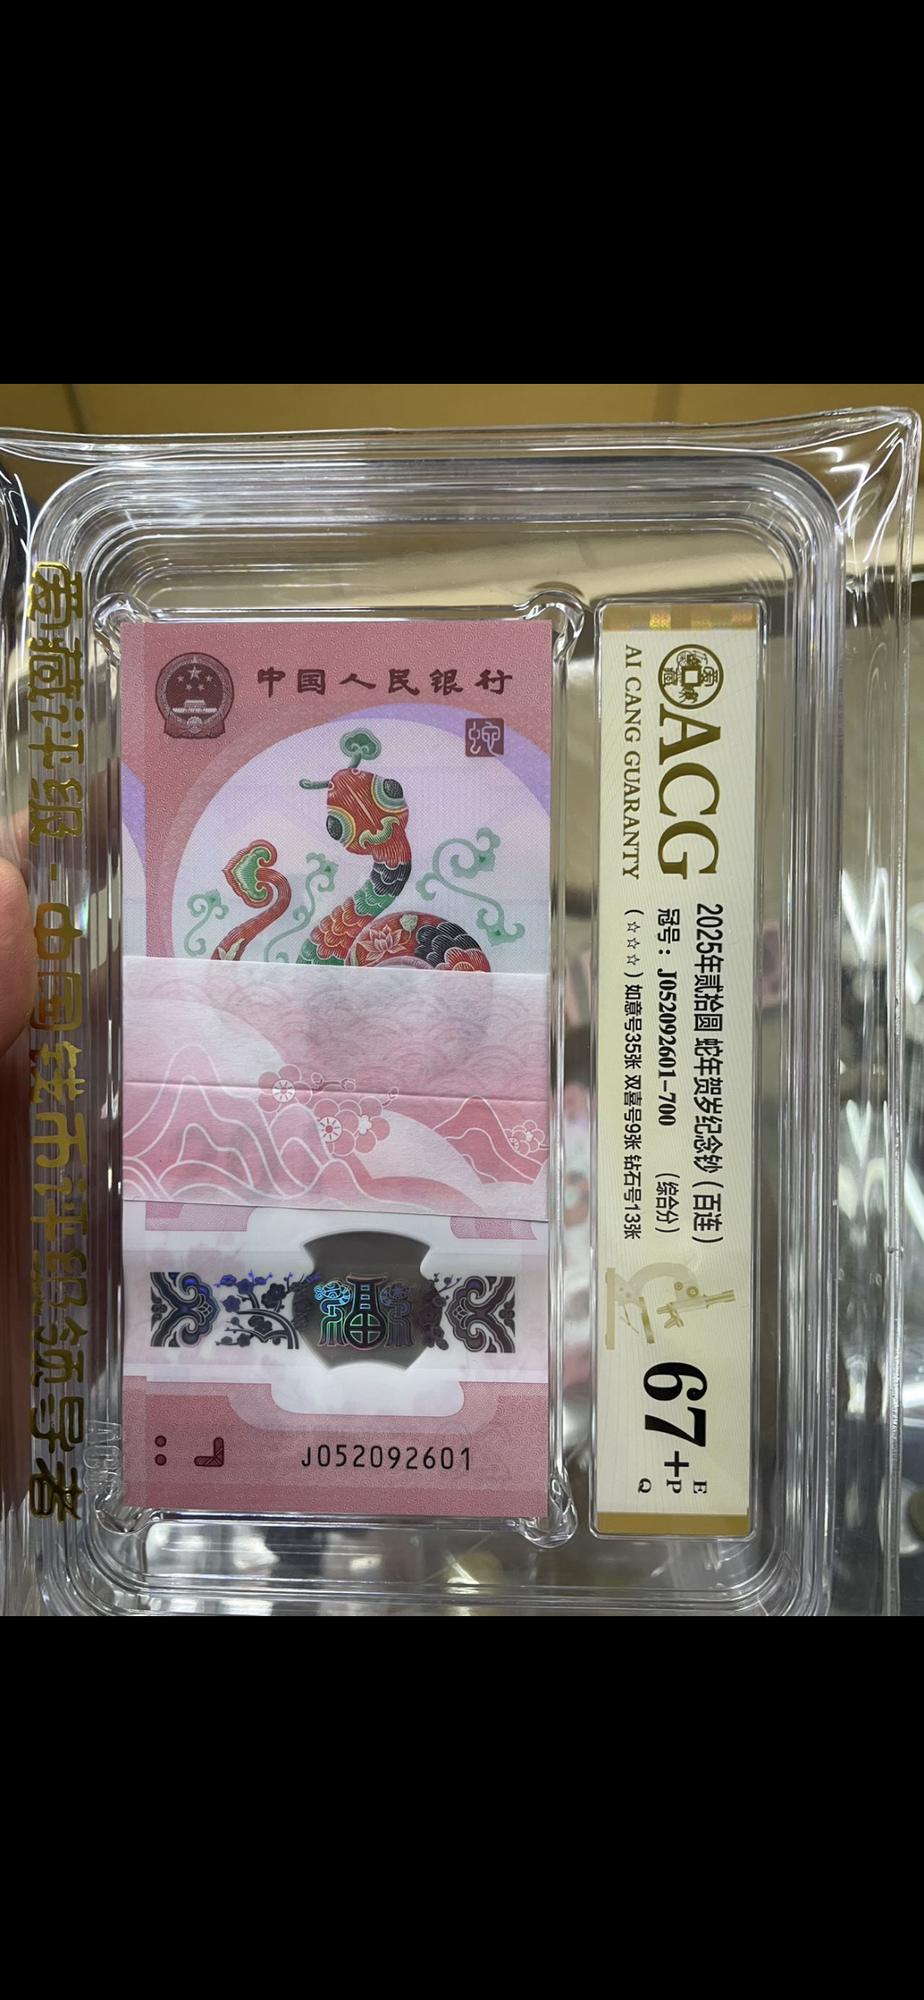 中国人民银行
蛇
福
J052092601
ACG
AI CANG GUARANTY
2025年贰拾圆 蛇年贺岁纪念钞（百连）
冠号：J052092601-700 （综合分）
（☆☆☆）如意号35张 双喜号9张 钻石号13张
67+
E
P
Q
爱藏评级 - 中国钱币评级领导者